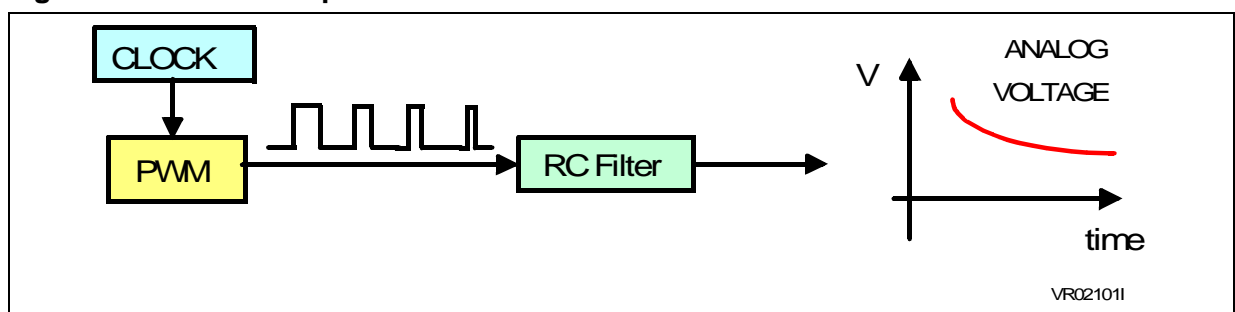 CLOCK
PWM
RC Filter
V
ANALOG
VOLTAGE
time
VR02101I